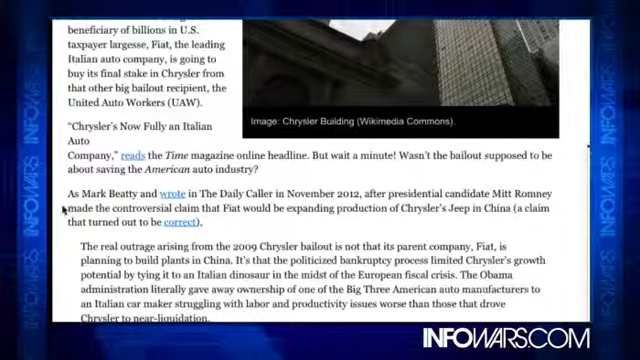 beneficiary of billions in U.S.
taxpayer largesse, Fiat, the leading
Italian auto company, is going to
buy its final stake in Chrysler from
that other big bailout recipient, the
United Auto Workers (UAW).
Image: Chrysler Building (Wikimedia Commons).
“Chrysler's Now Fully an Italian
Auto
Company,” reads the Time magazine online headline. But wait a minute! Wasn't the bailout supposed to be
about saving the American auto industry?
As Mark Beatty and wrote in The Daily Caller in November 2012, after presidential candidate Mitt Romney
made the controversial claim that Fiat would be expanding production of Chrysler's Jeep in China (a claim
that turned out to be correct),
The real outrage arising from the 2009 Chrysler bailout is not that its parent company, Fiat, is
planning to build plants in China. It's that the politicized bankruptcy process limited Chrysler's growth
potential by tying it to an Italian dinosaur in the midst of the European fiscal crisis. The Obama
administration literally gave away ownership of one of the Big Three American auto manufacturers to
an Italian car maker struggling with labor and productivity issues worse than those that drove
Chrysler to near-liquidation.
INFOWARS
INFOWARS
INFOWARS
INFOWARS
INFOWARS.COM